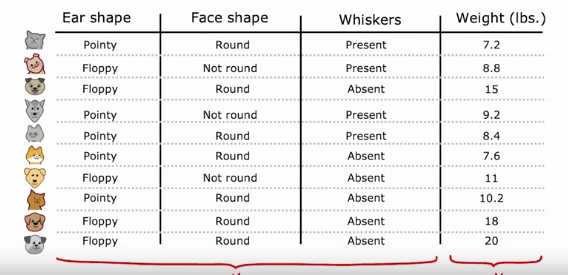 Ear shape Face shape Whiskers Weight (lbs.)
Pointy Round Present 7.2
Floppy Not round Present 8.8
Floppy Round Absent 15
Pointy Not round Present 9.2
Pointy Round Present 8.4
Pointy Round Absent 7.6
Floppy Not round Absent 11
Pointy Round Absent 10.2
Floppy Round Absent 18
Floppy Round Absent 20